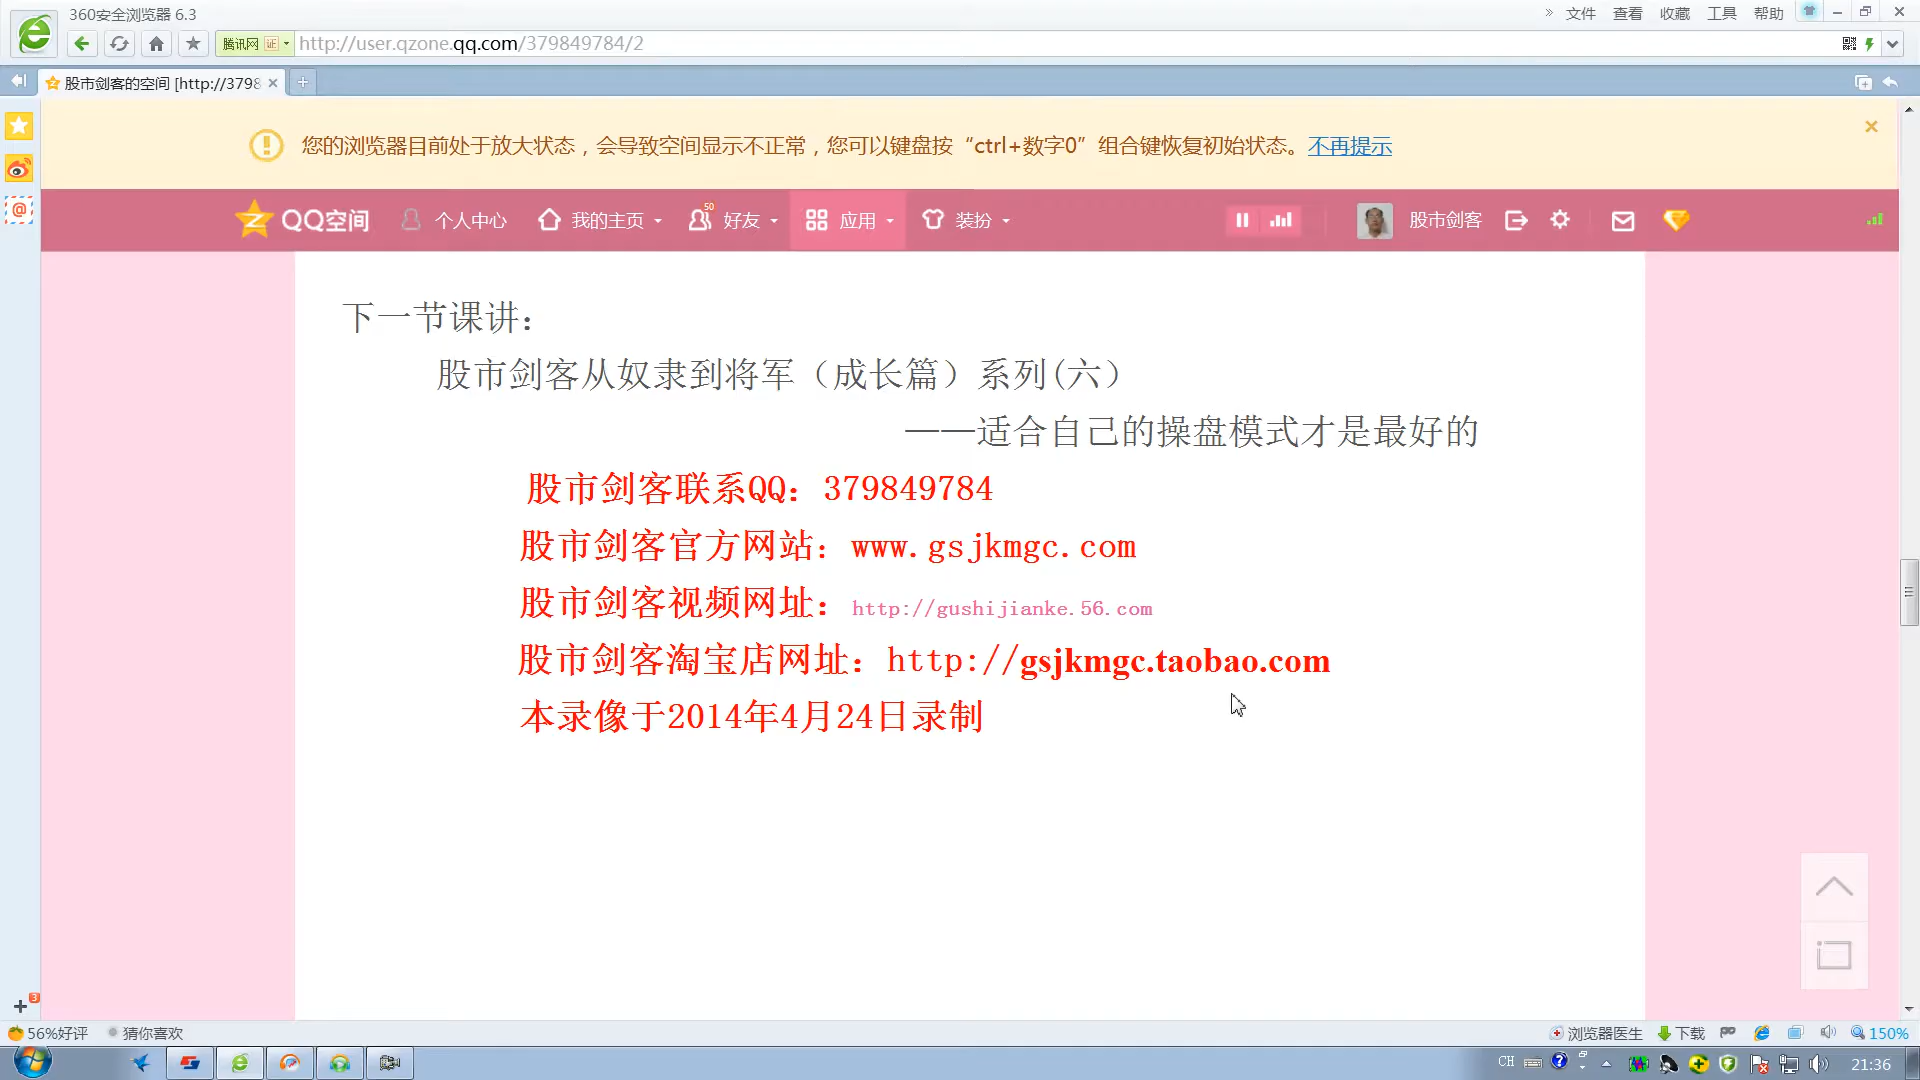 360安全浏览器 6.3
» 文件 查看 收藏 工具 帮助
腾讯网 证 http://user.qzone.qq.com/379849784/2
股市剑客的空间 [http://3798
您的浏览器目前处于放大状态，会导致空间显示不正常，您可以键盘按“ctrl+数字0”组合键恢复初始状态。不再提示
QQ空间 个人中心 我的主页 50 好友 应用 装扮 股市剑客
下一节课讲：
股市剑客从奴隶到将军（成长篇）系列(六）
——适合自己的操盘模式才是最好的
股市剑客联系QQ：379849784
股市剑客官方网站：www.gsjkmgc.com
股市剑客视频网址：http://gushijianke.56.com
股市剑客淘宝店网址：http://gsjkmgc.taobao.com
本录像于2014年4月24日录制
3
56%好评 猜你喜欢 浏览器医生 下载 150%
CH 21:36